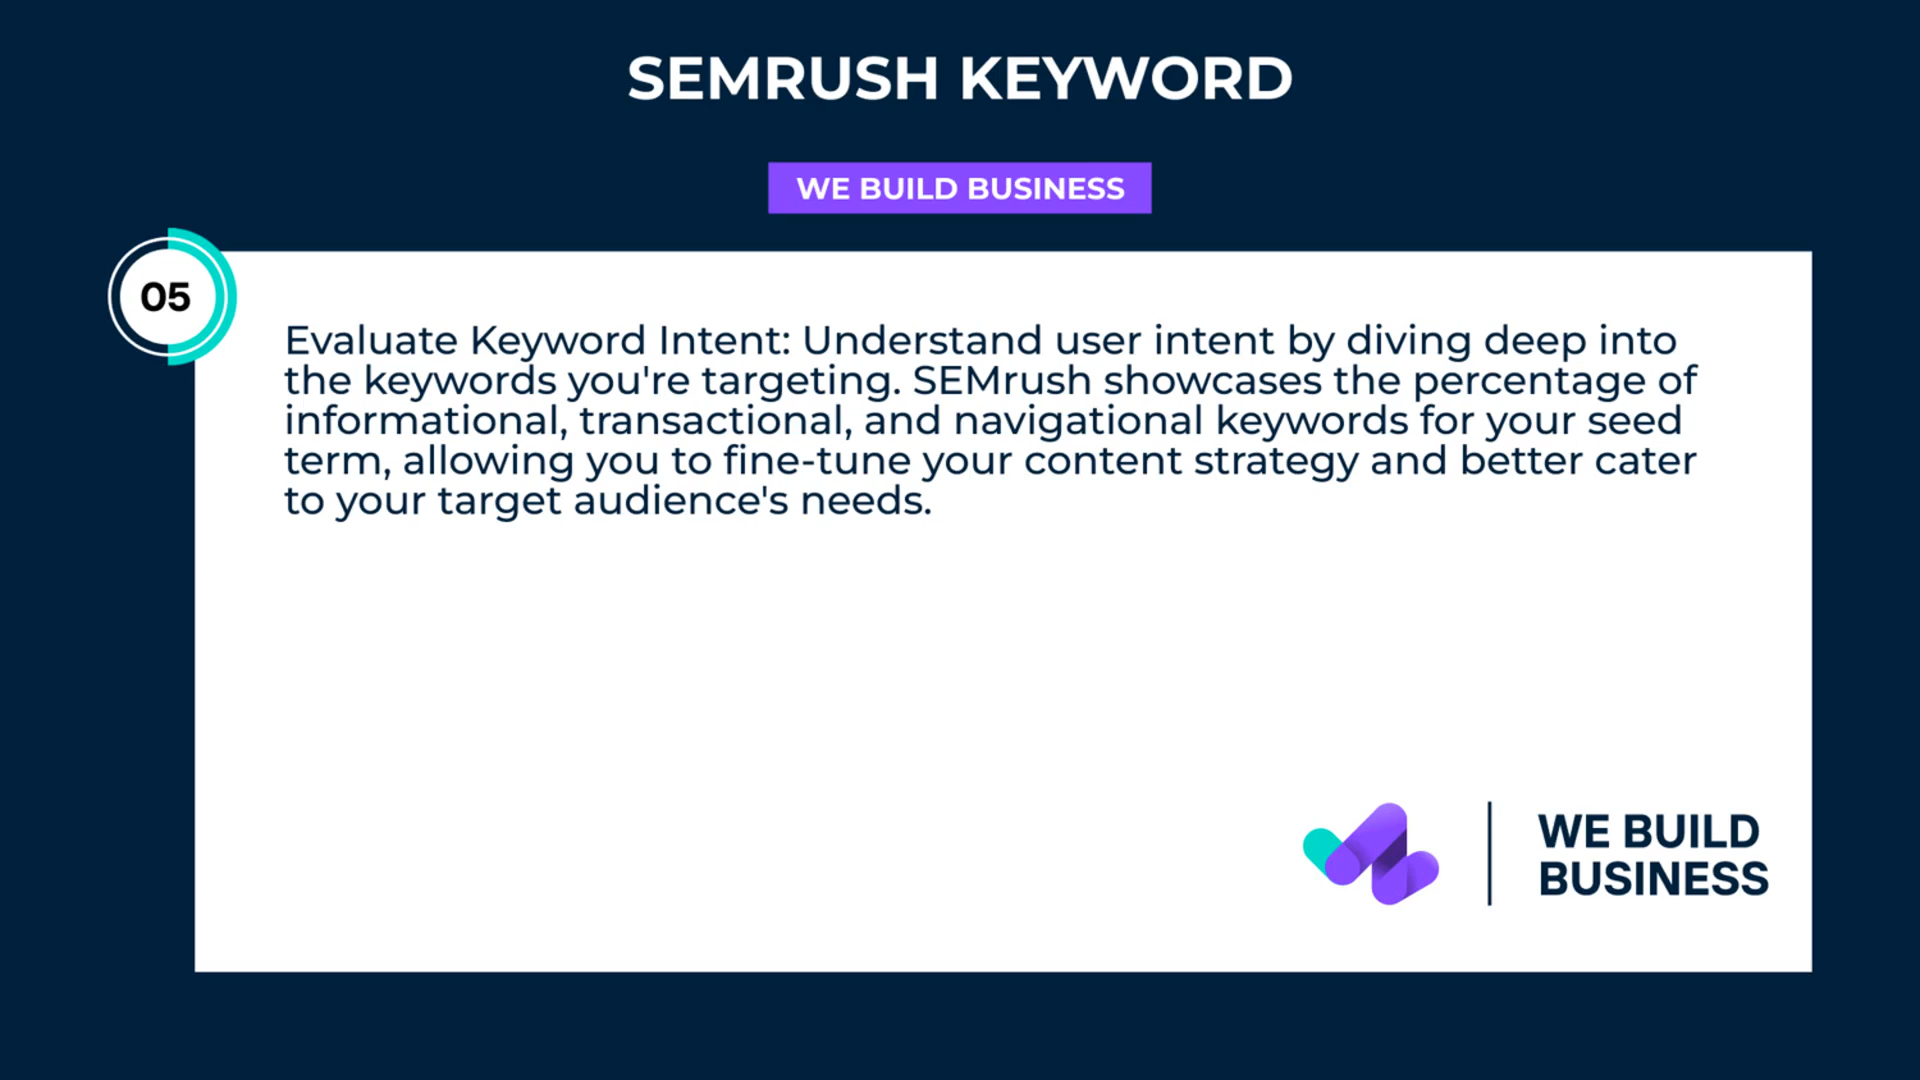 SEMRUSH KEYWORD
WE BUILD BUSINESS
05
Evaluate Keyword Intent: Understand user intent by diving deep into
the keywords you're targeting. SEMrush showcases the percentage of
informational, transactional, and navigational keywords for your seed
term, allowing you to fine-tune your content strategy and better cater
to your target audience's needs.
WE BUILD
BUSINESS